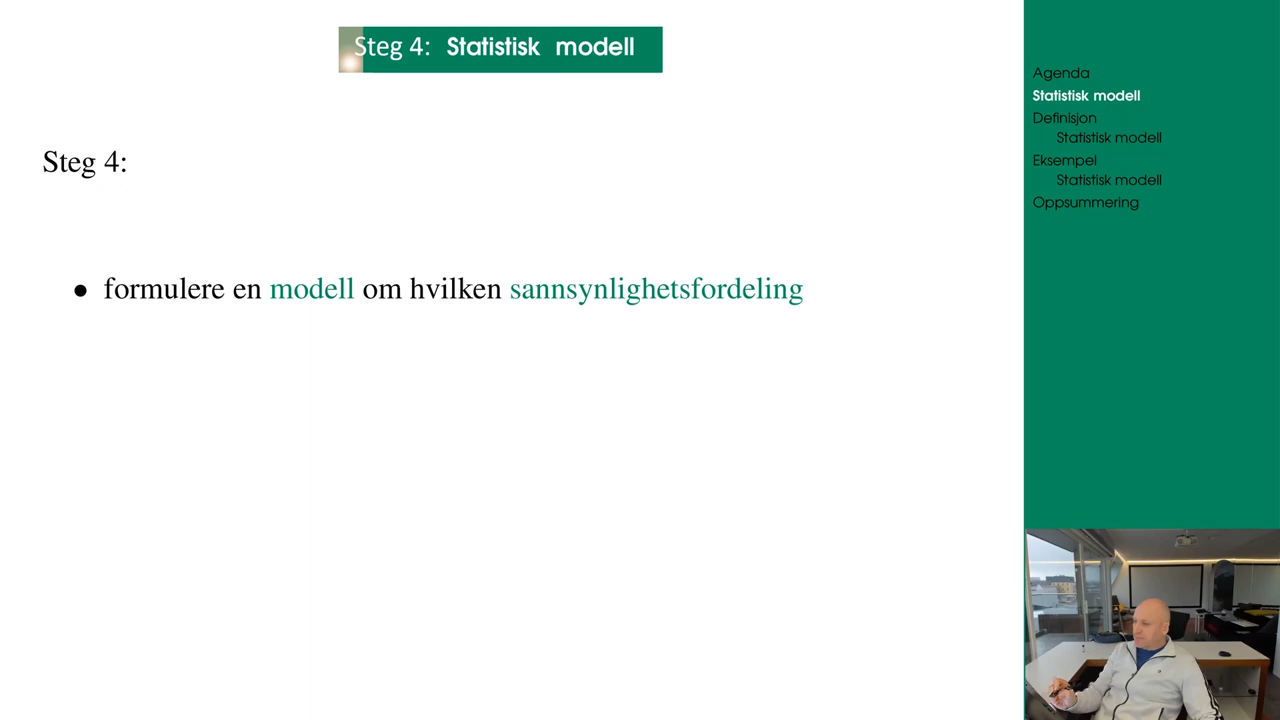 Steg 4: Statistisk modell
Steg 4:
• formulere en modell om hvilken sannsynlighetsfordeling
Agenda
Statistisk modell
Definisjon
Statistisk modell
Eksempel
Statistisk modell
Oppsummering